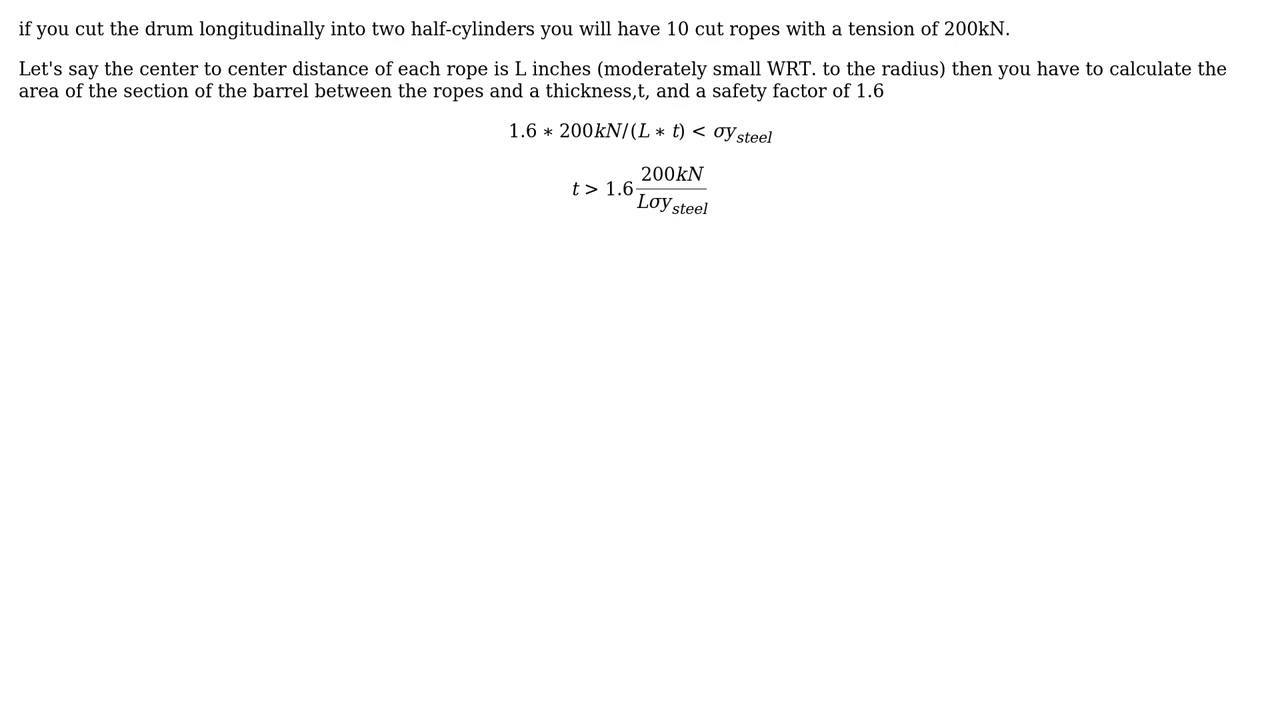 if you cut the drum longitudinally into two half-cylinders you will have 10 cut ropes with a tension of 200kN.
Let's say the center to center distance of each rope is L inches (moderately small WRT. to the radius) then you have to calculate the
area of the section of the barrel between the ropes and a thickness,t, and a safety factor of 1.6
1.6 * 200kN/(L * t) < σy_steel
t > 1.6 \frac{200kN}{Lσy_{steel}}